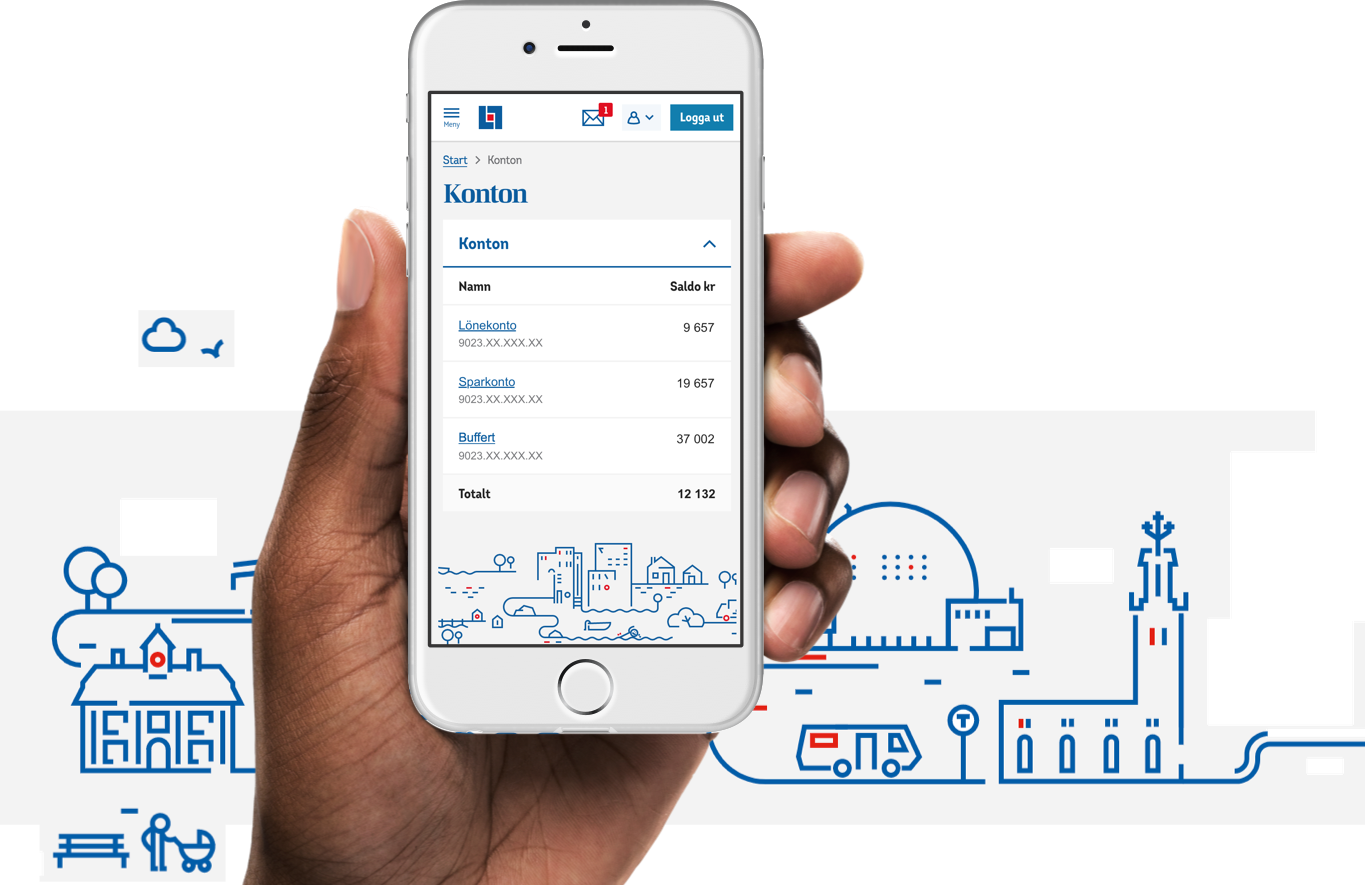 1
Meny
Logga ut
Start > Konton
Konton
Konton
Namn Saldo kr
Lönekonto 9 657
9023.XX.XXX.XX
Sparkonto 19 657
9023.XX.XXX.XX
Buffert 37 002
9023.XX.XXX.XX
Totalt 12 132
T